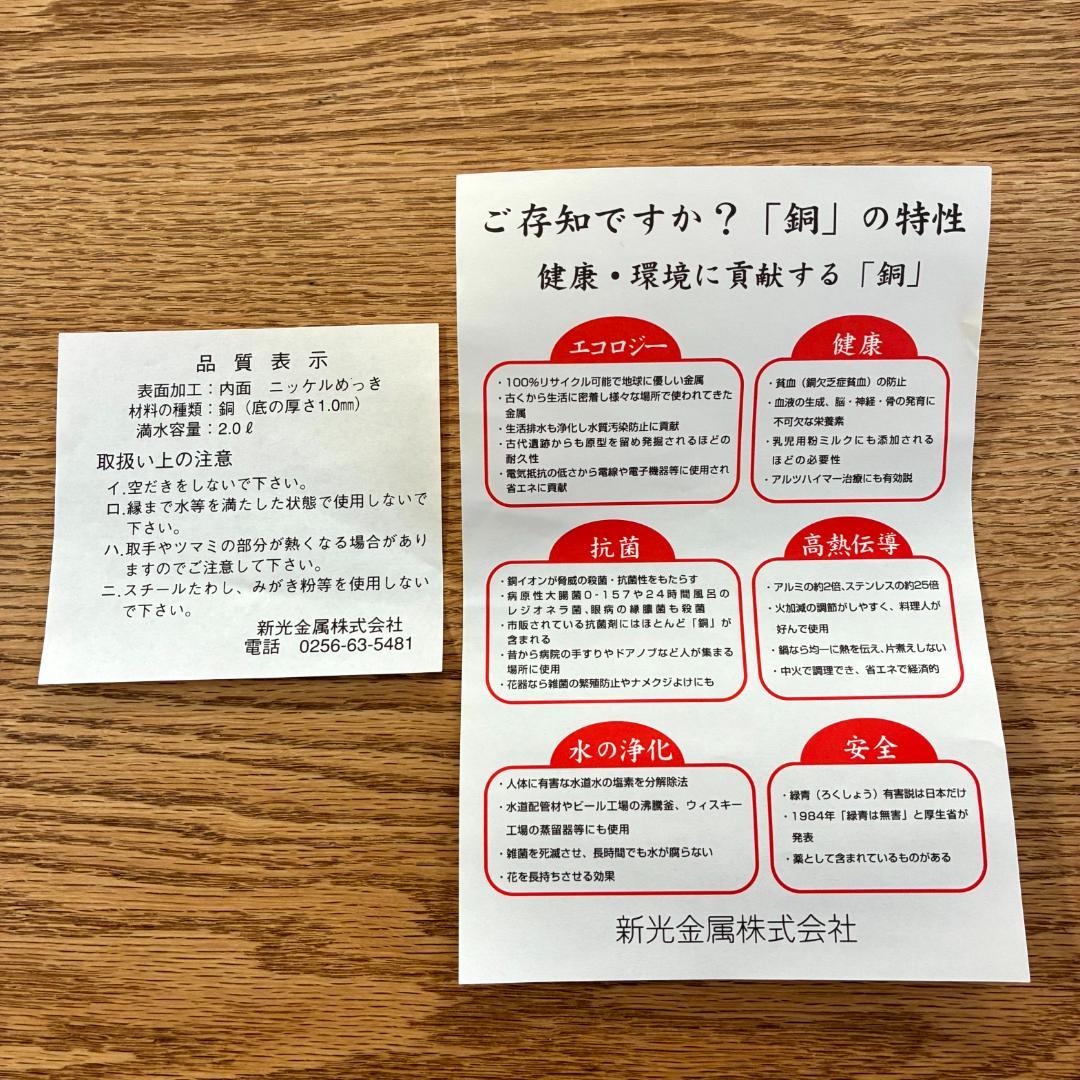 品質表示
表面加工：内面 ニッケルめっき
材料の種類：銅（底の厚さ1.0㎜）
満水容量：2.0ℓ
取扱い上の注意
イ.空だきをしないで下さい。
ロ.縁まで水等を満たした状態で使用しないで
下さい。
ハ.取手やツマミの部分が熱くなる場合があり
ますのでご注意して下さい。
ニ.スチールたわし、みがき粉等を使用しない
で下さい。
新光金属株式会社
電話 0256-63-5481
ご存知ですか？「銅」の特性
健康・環境に貢献する「銅」
エコロジー
・100％リサイクル可能で地球に優しい金属
・古くから生活に密着し様々な場所で使われてきた
金属
・生活排水も浄化し水質汚染防止に貢献
・古代遺跡からも原型を留め発掘されるほどの
耐久性
・電気抵抗の低さから電線や電子機器等に使用され
省エネに貢献
健康
・貧血（銅欠乏症貧血）の防止
・血液の生成、脳・神経・骨の発育に
不可欠な栄養素
・乳児用粉ミルクにも添加される
ほどの必要性
・アルツハイマー治療にも有効説
抗菌
・銅イオンが脅威の殺菌・抗菌性をもたらす
・病原性大腸菌O-157や24時間風呂の
レジオネラ菌、眼病の緑膿菌も殺菌
・市販されている抗菌剤にはほとんど「銅」が
含まれる
・昔から病院の手すりやドアノブなど人が集まる
場所に使用
・花器なら雑菌の繁殖防止やナメクジよけにも
高熱伝導
・アルミの約2倍、ステンレスの約25倍
・火加減の調節がしやすく、料理人が
好んで使用
・鍋なら均一に熱を伝え、片煮えしない
・中火で調理でき、省エネで経済的
水の浄化
・人体に有害な水道水の塩素を分解除法
・水道配管材やビール工場の沸騰釜、ウィスキー
工場の蒸留器等にも使用
・雑菌を死滅させ、長時間でも水が腐らない
・花を長持ちさせる効果
安全
・緑青（ろくしょう）有害説は日本だけ
・1984年「緑青は無害」と厚生省が
発表
・薬として含まれているものがある
新光金属株式会社